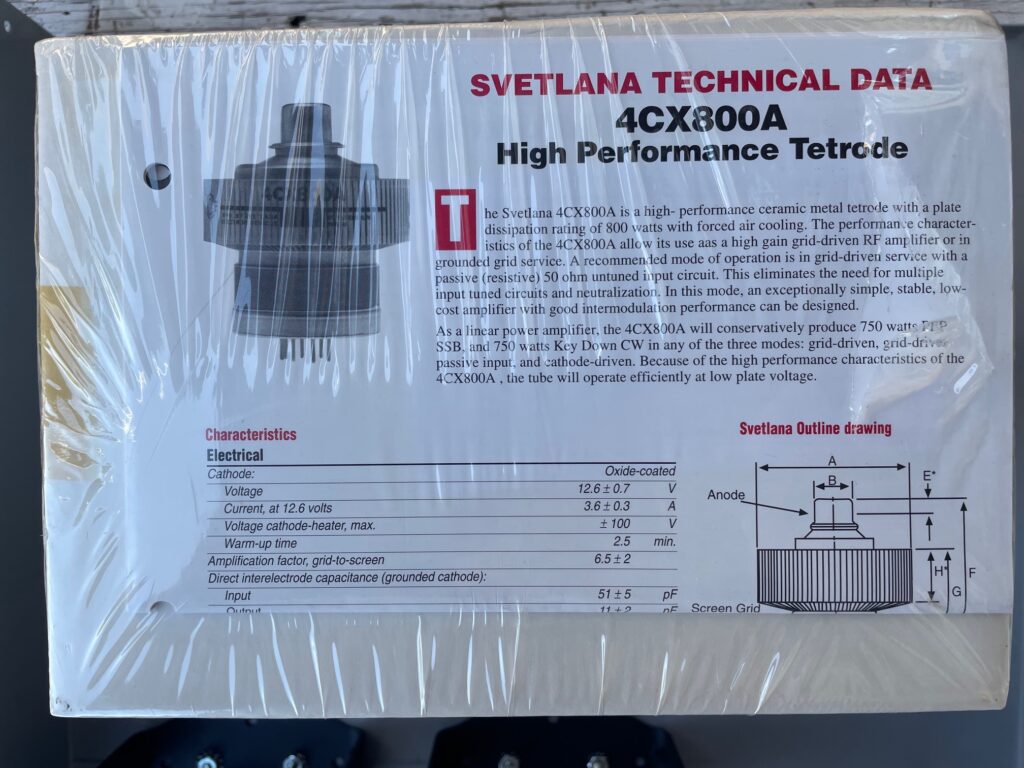 SVETLANA TECHNICAL DATA
4CX800A
High Performance Tetrode
4CX800A
The Svetlana 4CX800A is a high- performance ceramic metal tetrode with a plate
dissipation rating of 800 watts with forced air cooling. The performance character-
istics of the 4CX800A allow its use aas a high gain grid-driven RF amplifier or in
grounded grid service. A recommended mode of operation is in grid-driven service with a
passive (resistive) 50 ohm untuned input circuit. This eliminates the need for multiple
input tuned circuits and neutralization. In this mode, an exceptionally simple, stable, low-
cost amplifier with good intermodulation performance can be designed.
As a linear power amplifier, the 4CX800A will conservatively produce 750 watts PEP
SSB, and 750 watts Key Down CW in any of the three modes: grid-driven, grid-driven
passive input, and cathode-driven. Because of the high performance characteristics of the
4CX800A , the tube will operate efficiently at low plate voltage.
Characteristics
Electrical
Cathode: Oxide-coated
Voltage 12.6 ± 0.7 V
Current, at 12.6 volts 3.6 ± 0.3 A
Voltage cathode-heater, max. ± 100 V
Warm-up time 2.5 min.
Amplification factor, grid-to-screen 6.5 ± 2
Direct interelectrode capacitance (grounded cathode):
Input 51 ± 5 pF
Output 11 ± 2 pF
Svetlana Outline drawing
A
B
E*
Anode
H*
F
G
Screen Grid